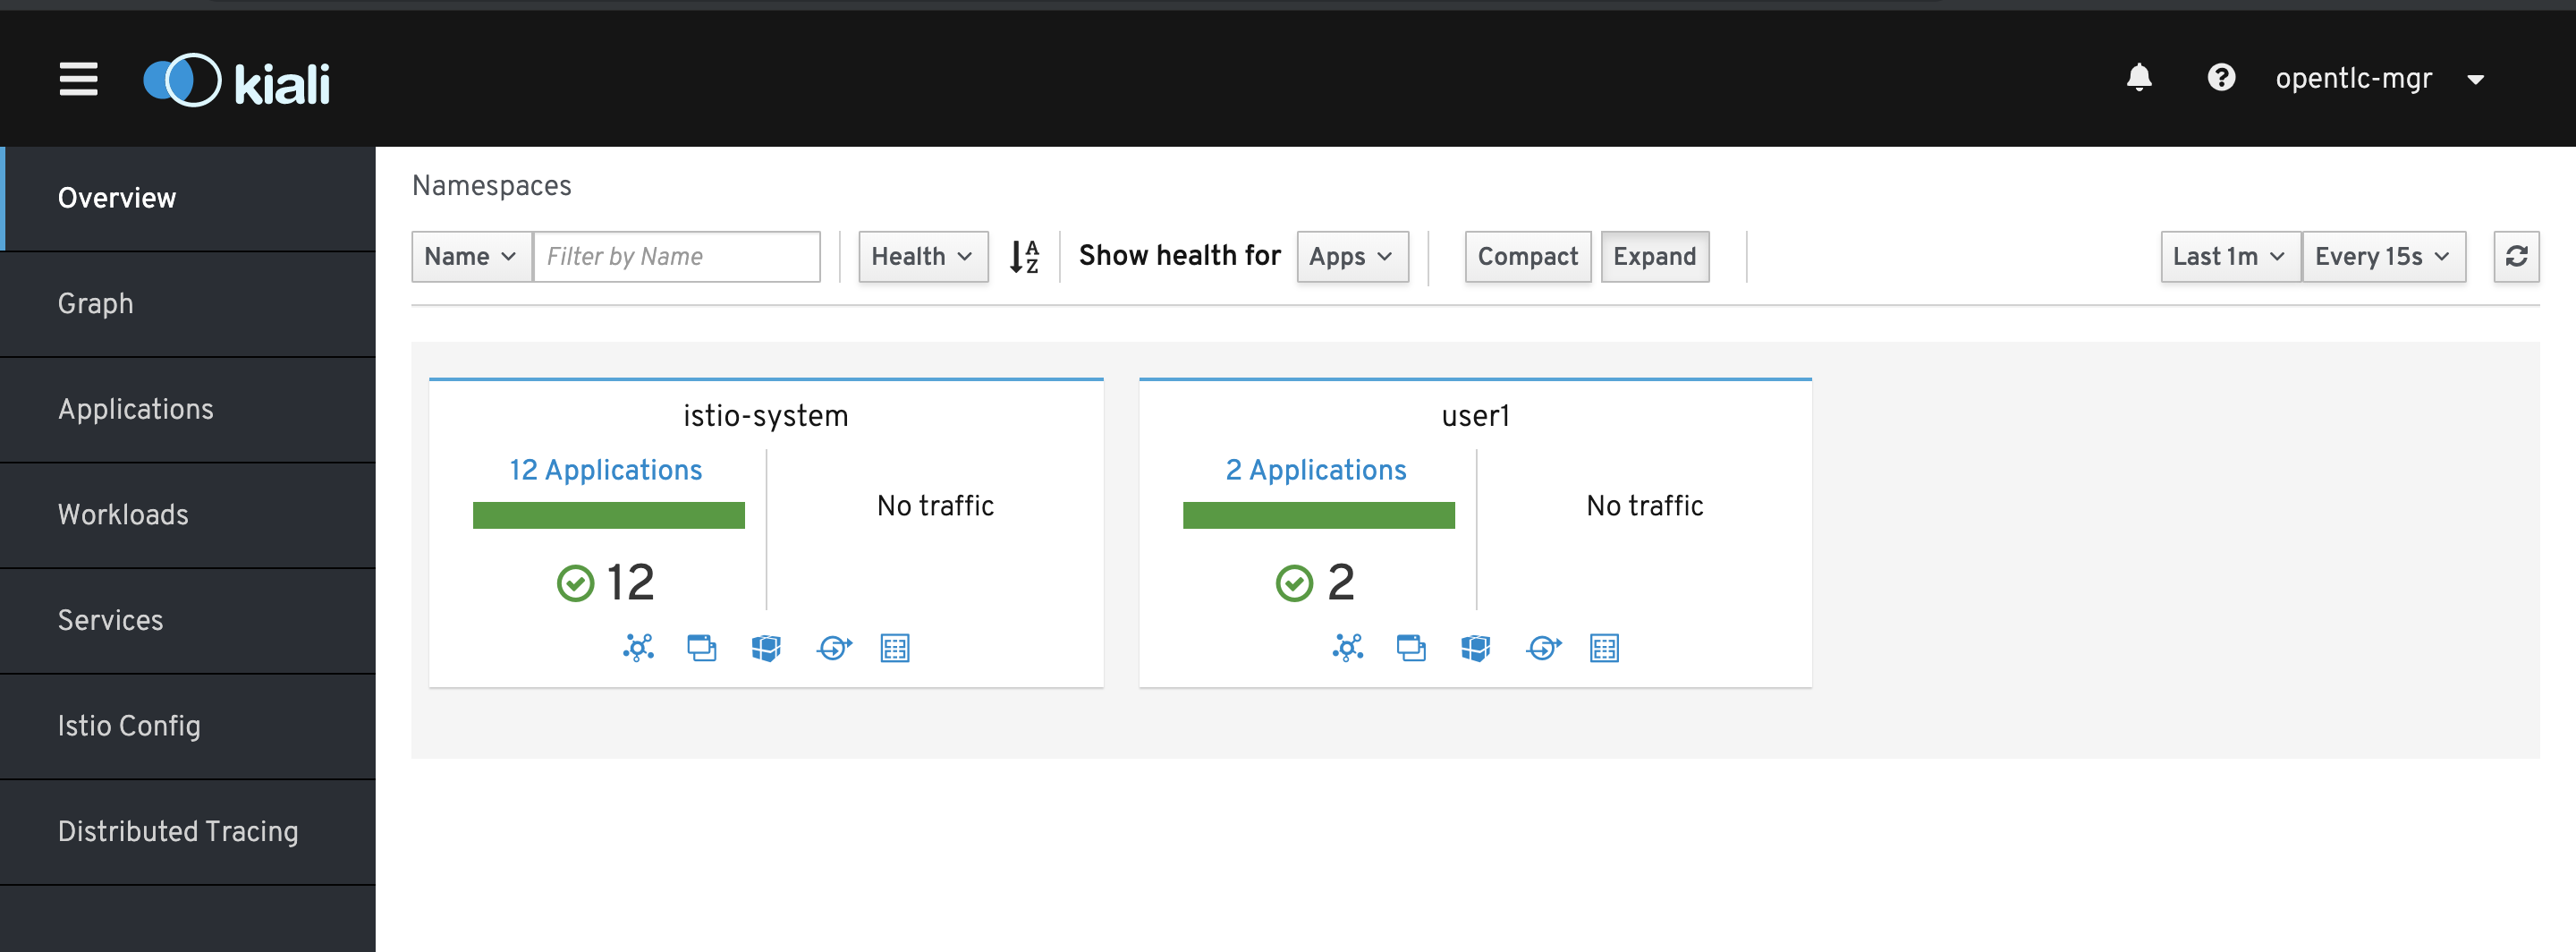 kiali
opentlc-mgr
Overview
Graph
Applications
Workloads
Services
Istio Config
Distributed Tracing
Namespaces
Name Filter by Name Health A Z Show health for Apps Compact Expand Last 1m Every 15s
istio-system
12 Applications
No traffic
12
user1
2 Applications
No traffic
2